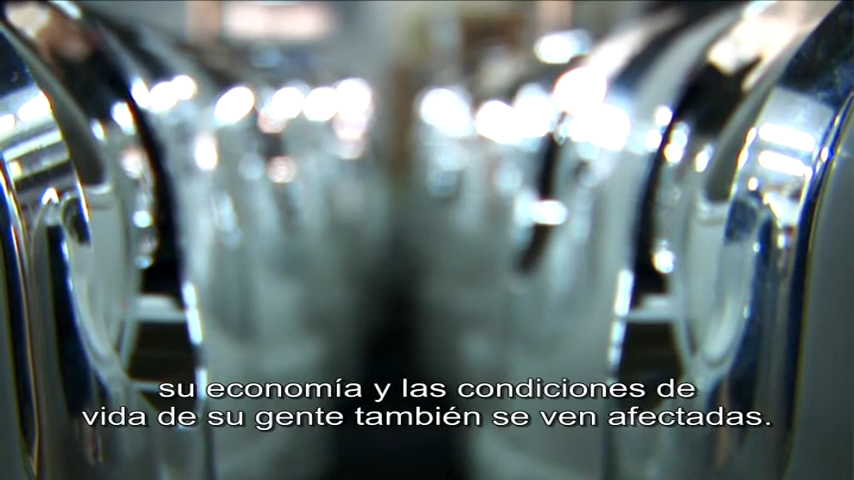 su economía y las condiciones de
vida de su gente también se ven afectadas.